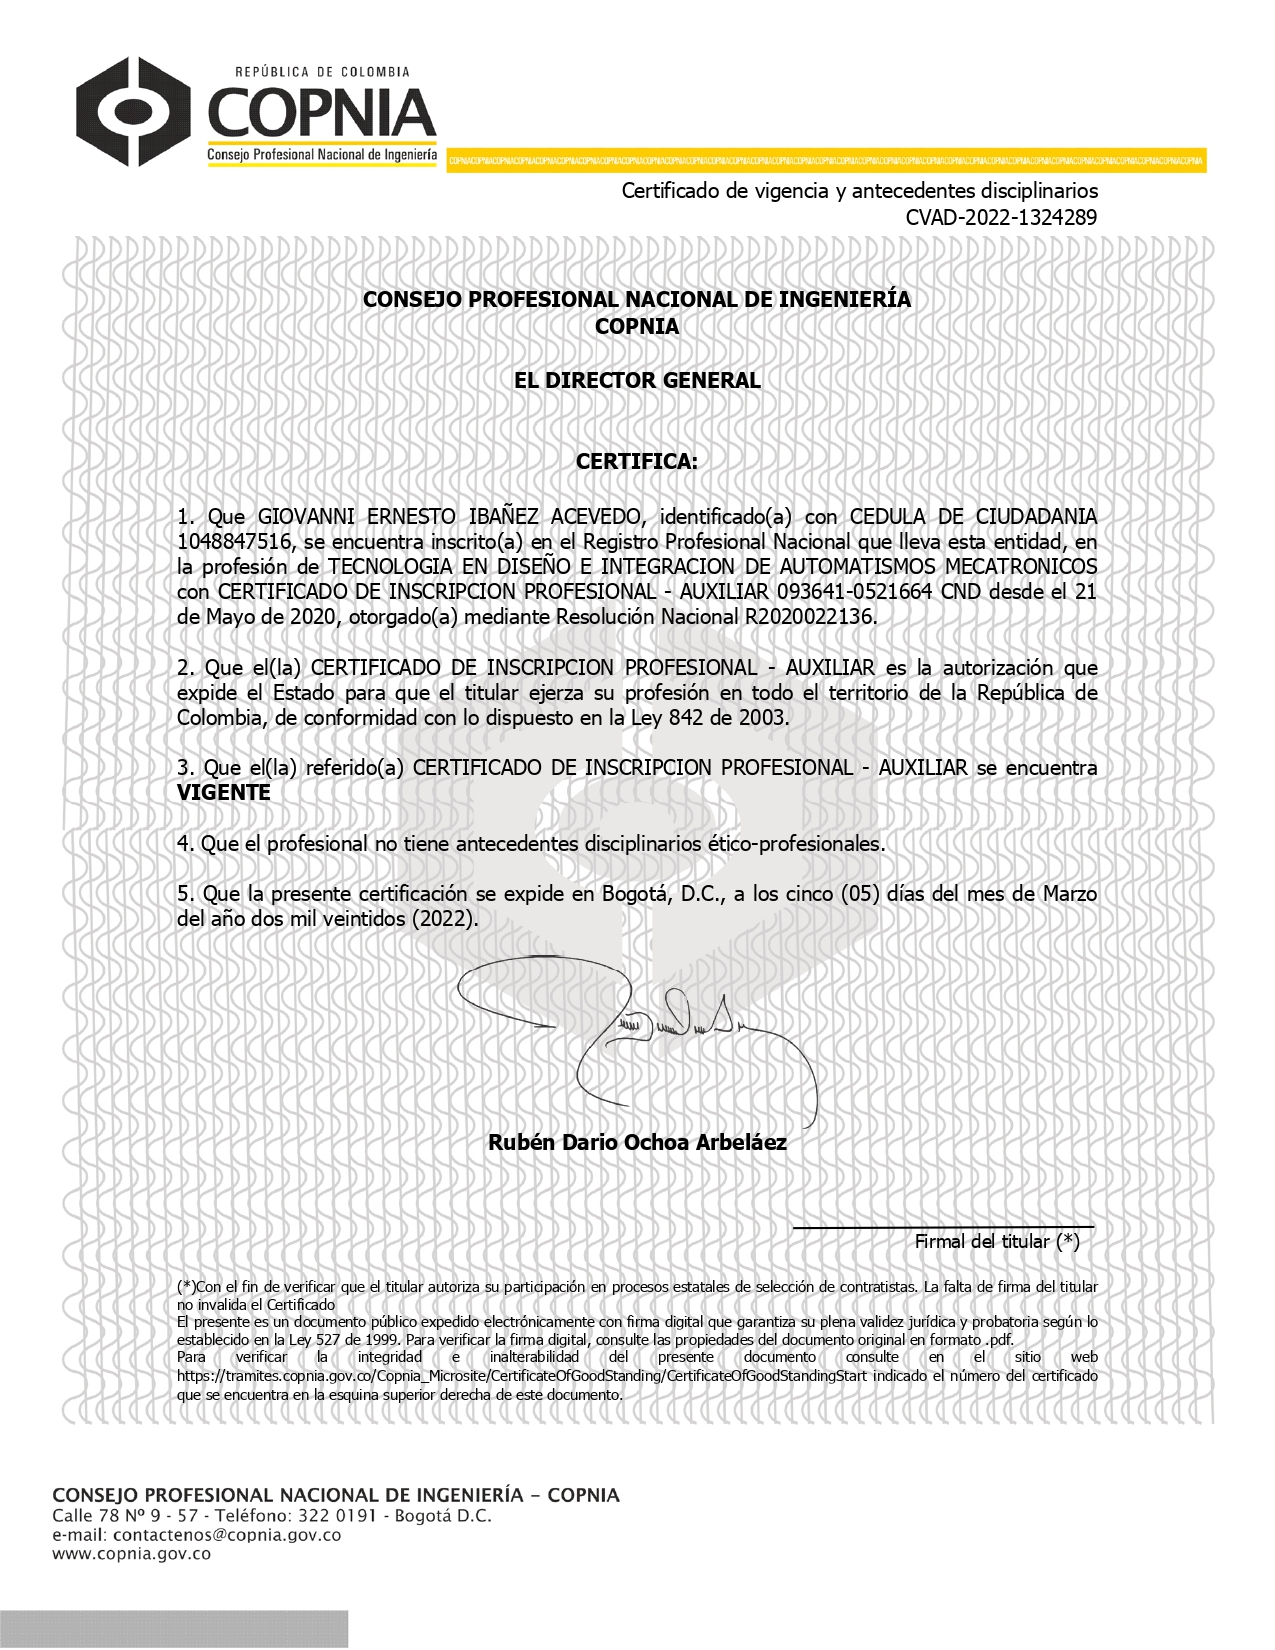 REPÚBLICA DE COLOMBIA
COPNIA
Consejo Profesional Nacional de Ingeniería
COPNIACOPNIACOPNIACOPNIACOPNIACOPNIACOPNIACOPNIACOPNIACOPNIACOPNIACOPNIACOPNIACOPNIACOPNIACOPNIACOPNIACOPNIACOPNIACOPNIACOPNIACOPNIACOPNIACOPNIACOPNIACOPNIACOPNIACOPNIACOPNIACOPNIACOPNIACOPNIACOPNIA
Certificado de vigencia y antecedentes disciplinarios
CVAD-2022-1324289
CONSEJO PROFESIONAL NACIONAL DE INGENIERÍA
COPNIA
EL DIRECTOR GENERAL
CERTIFICA:
1. Que GIOVANNI ERNESTO IBAÑEZ ACEVEDO, identificado(a) con CEDULA DE CIUDADANIA
1048847516, se encuentra inscrito(a) en el Registro Profesional Nacional que lleva esta entidad, en
la profesión de TECNOLOGIA EN DISEÑO E INTEGRACION DE AUTOMATISMOS MECATRONICOS
con CERTIFICADO DE INSCRIPCION PROFESIONAL - AUXILIAR 093641-0521664 CND desde el 21
de Mayo de 2020, otorgado(a) mediante Resolución Nacional R2020022136.
2. Que el(la) CERTIFICADO DE INSCRIPCION PROFESIONAL - AUXILIAR es la autorización que
expide el Estado para que el titular ejerza su profesión en todo el territorio de la República de
Colombia, de conformidad con lo dispuesto en la Ley 842 de 2003.
3. Que el(la) referido(a) CERTIFICADO DE INSCRIPCION PROFESIONAL - AUXILIAR se encuentra
VIGENTE
4. Que el profesional no tiene antecedentes disciplinarios ético-profesionales.
5. Que la presente certificación se expide en Bogotá, D.C., a los cinco (05) días del mes de Marzo
del año dos mil veintidos (2022).
Rubén Dario Ochoa Arbeláez
Firmal del titular (*)
(*)Con el fin de verificar que el titular autoriza su participación en procesos estatales de selección de contratistas. La falta de firma del titular
no invalida el Certificado
El presente es un documento público expedido electrónicamente con firma digital que garantiza su plena validez jurídica y probatoria según lo
establecido en la Ley 527 de 1999. Para verificar la firma digital, consulte las propiedades del documento original en formato .pdf.
Para verificar la integridad e inalterabilidad del presente documento consulte en el sitio web
https://tramites.copnia.gov.co/Copnia_Microsite/CertificateOfGoodStanding/CertificateOfGoodStandingStart indicado el número del certificado
que se encuentra en la esquina superior derecha de este documento.
CONSEJO PROFESIONAL NACIONAL DE INGENIERÍA – COPNIA
Calle 78 Nº 9 - 57 - Teléfono: 322 0191 - Bogotá D.C.
e-mail: contactenos@copnia.gov.co
www.copnia.gov.co